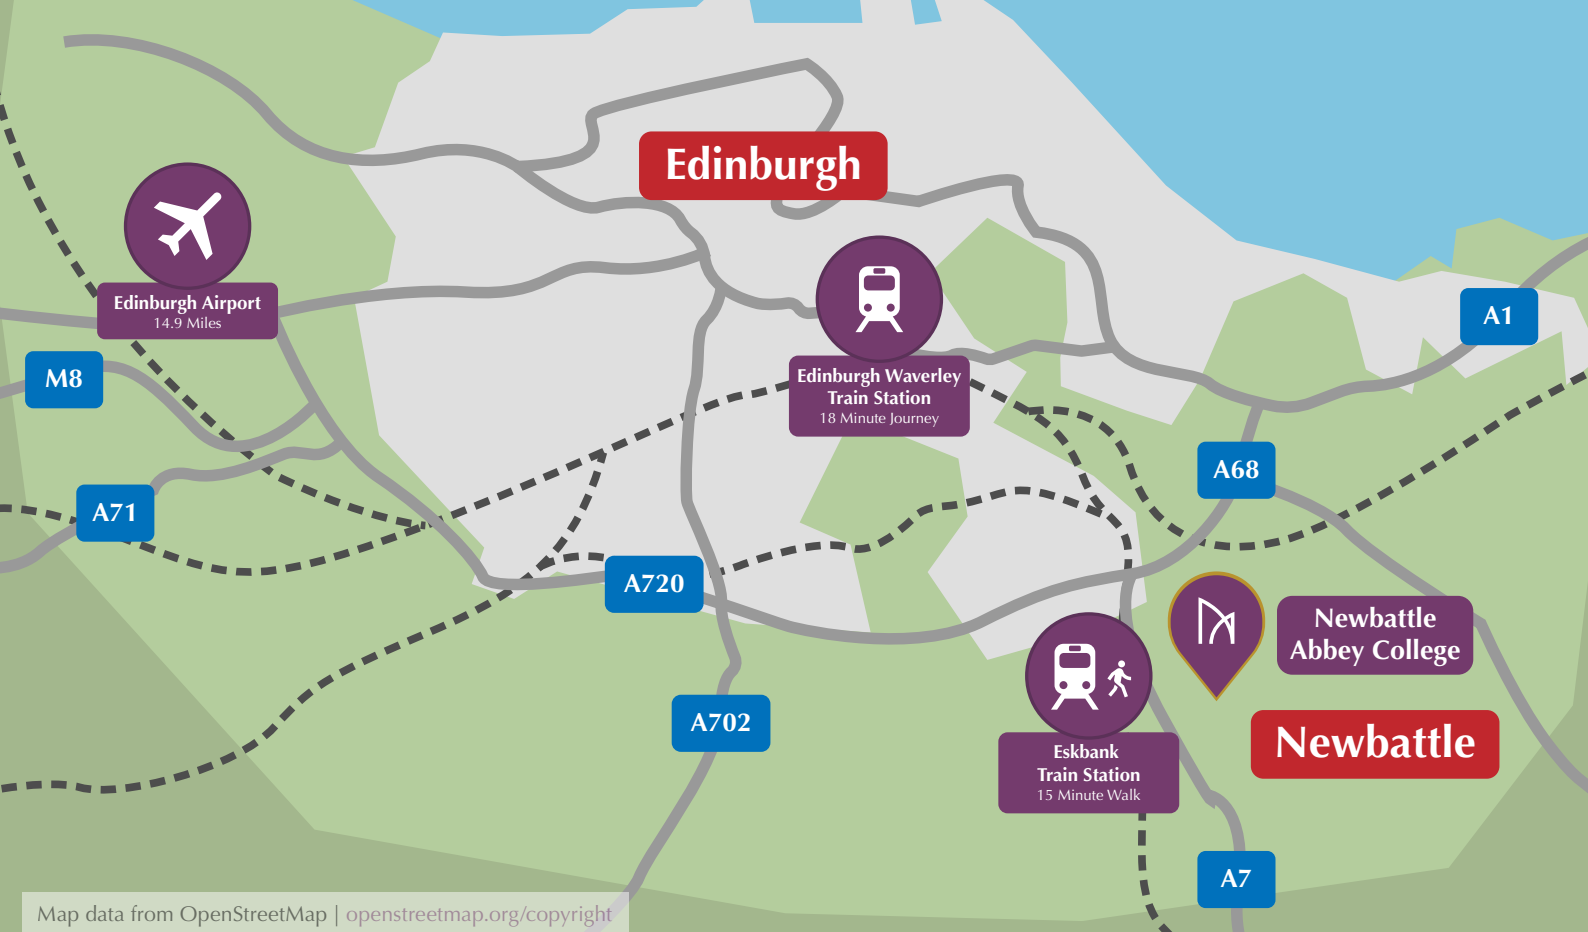 Edinburgh
Edinburgh Airport
14.9 Miles
M8
A71
Edinburgh Waverley
Train Station
18 Minute Journey
A1
A68
A720
A702
Newbattle
Abbey College
Newbattle
Eskbank
Train Station
15 Minute Walk
A7
Map data from OpenStreetMap | openstreetmap.org/copyright